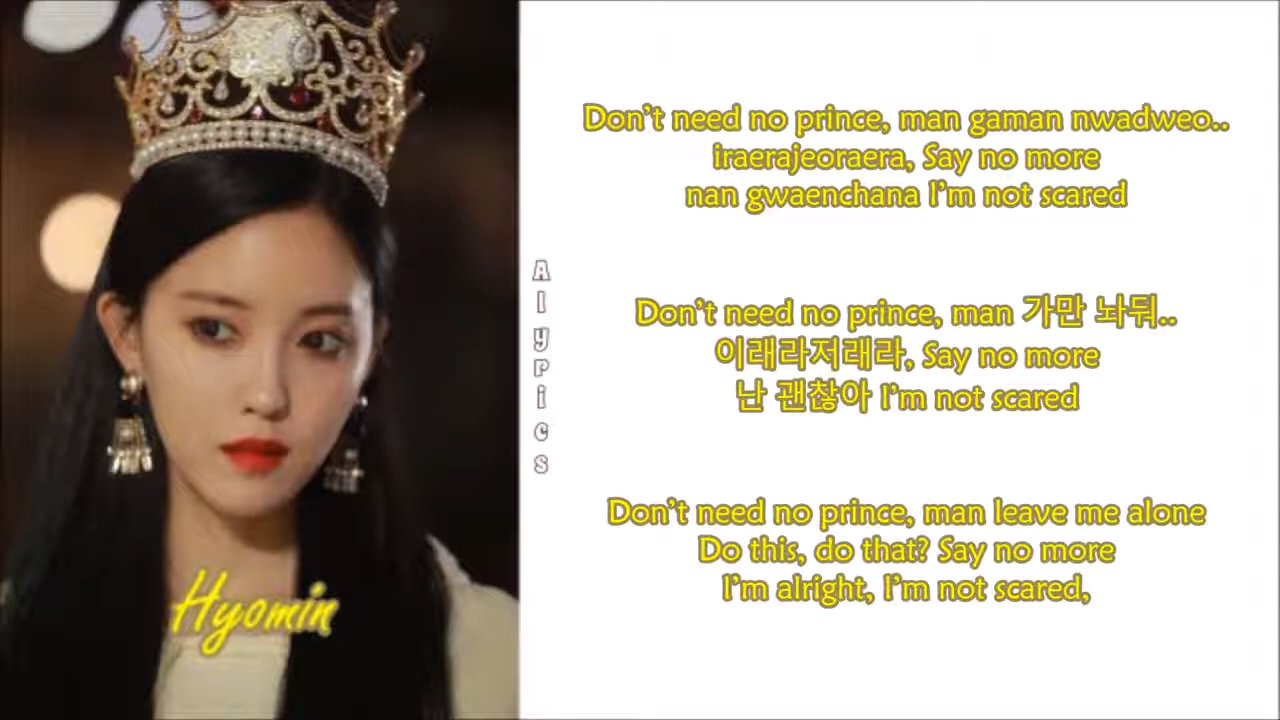 Don't need no prince, man gaman nwadweo..
iraerajeoraera, Say no more
nan gwaenchana I'm not scared
Alyrics
Don't need no prince, man 가만 놔둬..
이래라저래라, Say no more
난 괜찮아 I'm not scared
Don't need no prince, man leave me alone
Do this, do that? Say no more
I'm alright, I'm not scared,
Hyomin